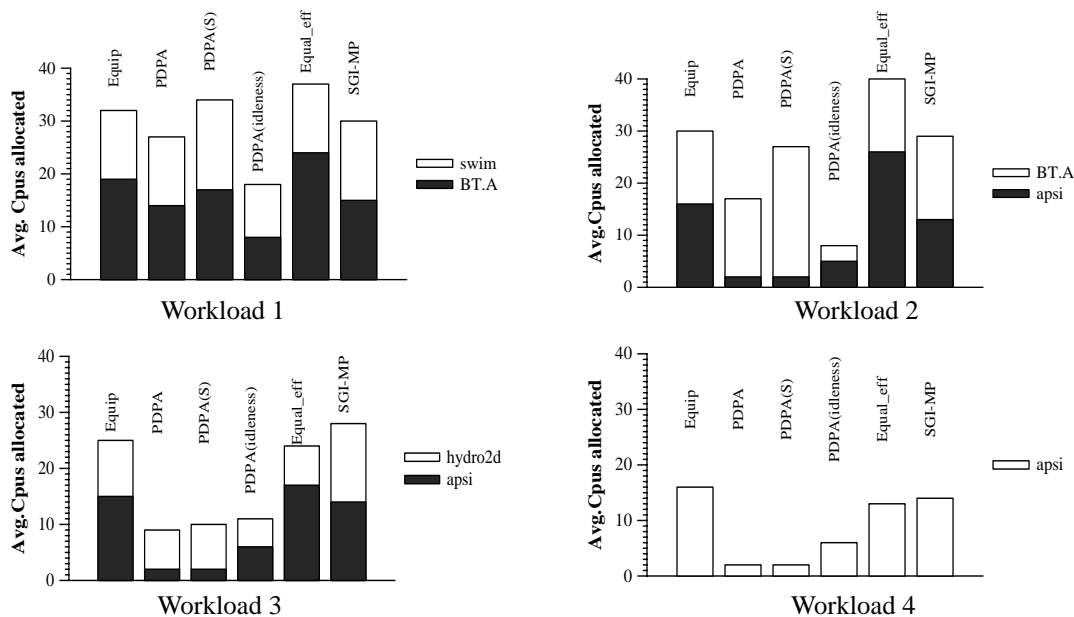 Avg. Cpus allocated
40
30
20
10
0
Equip
PDPA
PDPA(S)
PDPA(idleness)
Equal_eff
SGI-MP
swim
BT.A
Workload 1
Avg.Cpus allocated
40
30
20
10
0
Equip
PDPA
PDPA(S)
PDPA(idleness)
Equal_eff
SGI-MP
BT.A
apsi
Workload 2
Avg.Cpus allocated
40
30
20
10
0
Equip
PDPA
PDPA(S)
PDPA(idleness)
Equal_eff
SGI-MP
hydro2d
apsi
Workload 3
Avg.Cpus allocated
40
30
20
10
0
Equip
PDPA
PDPA(S)
PDPA(idleness)
Equal_eff
SGI-MP
apsi
Workload 4